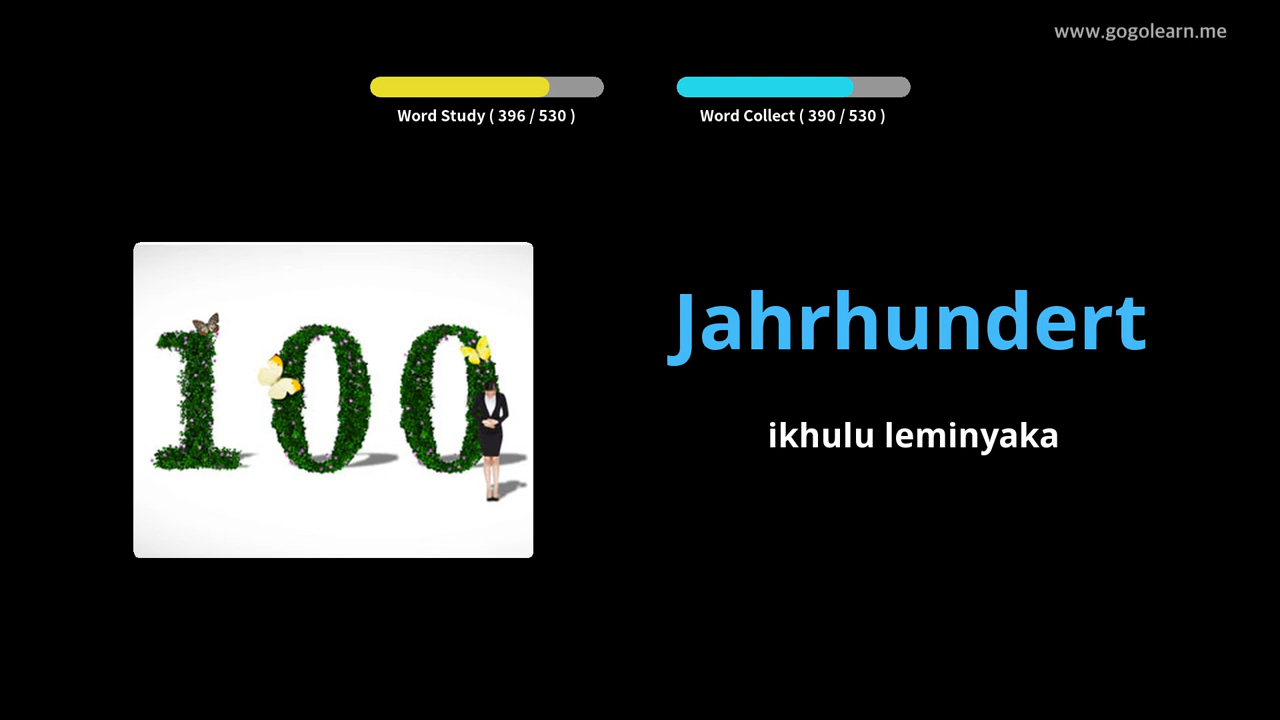 www.gogolearn.me
Word Study ( 396 / 530 )
Word Collect ( 390 / 530 )
100
Jahrhundert
ikhulu leminyaka